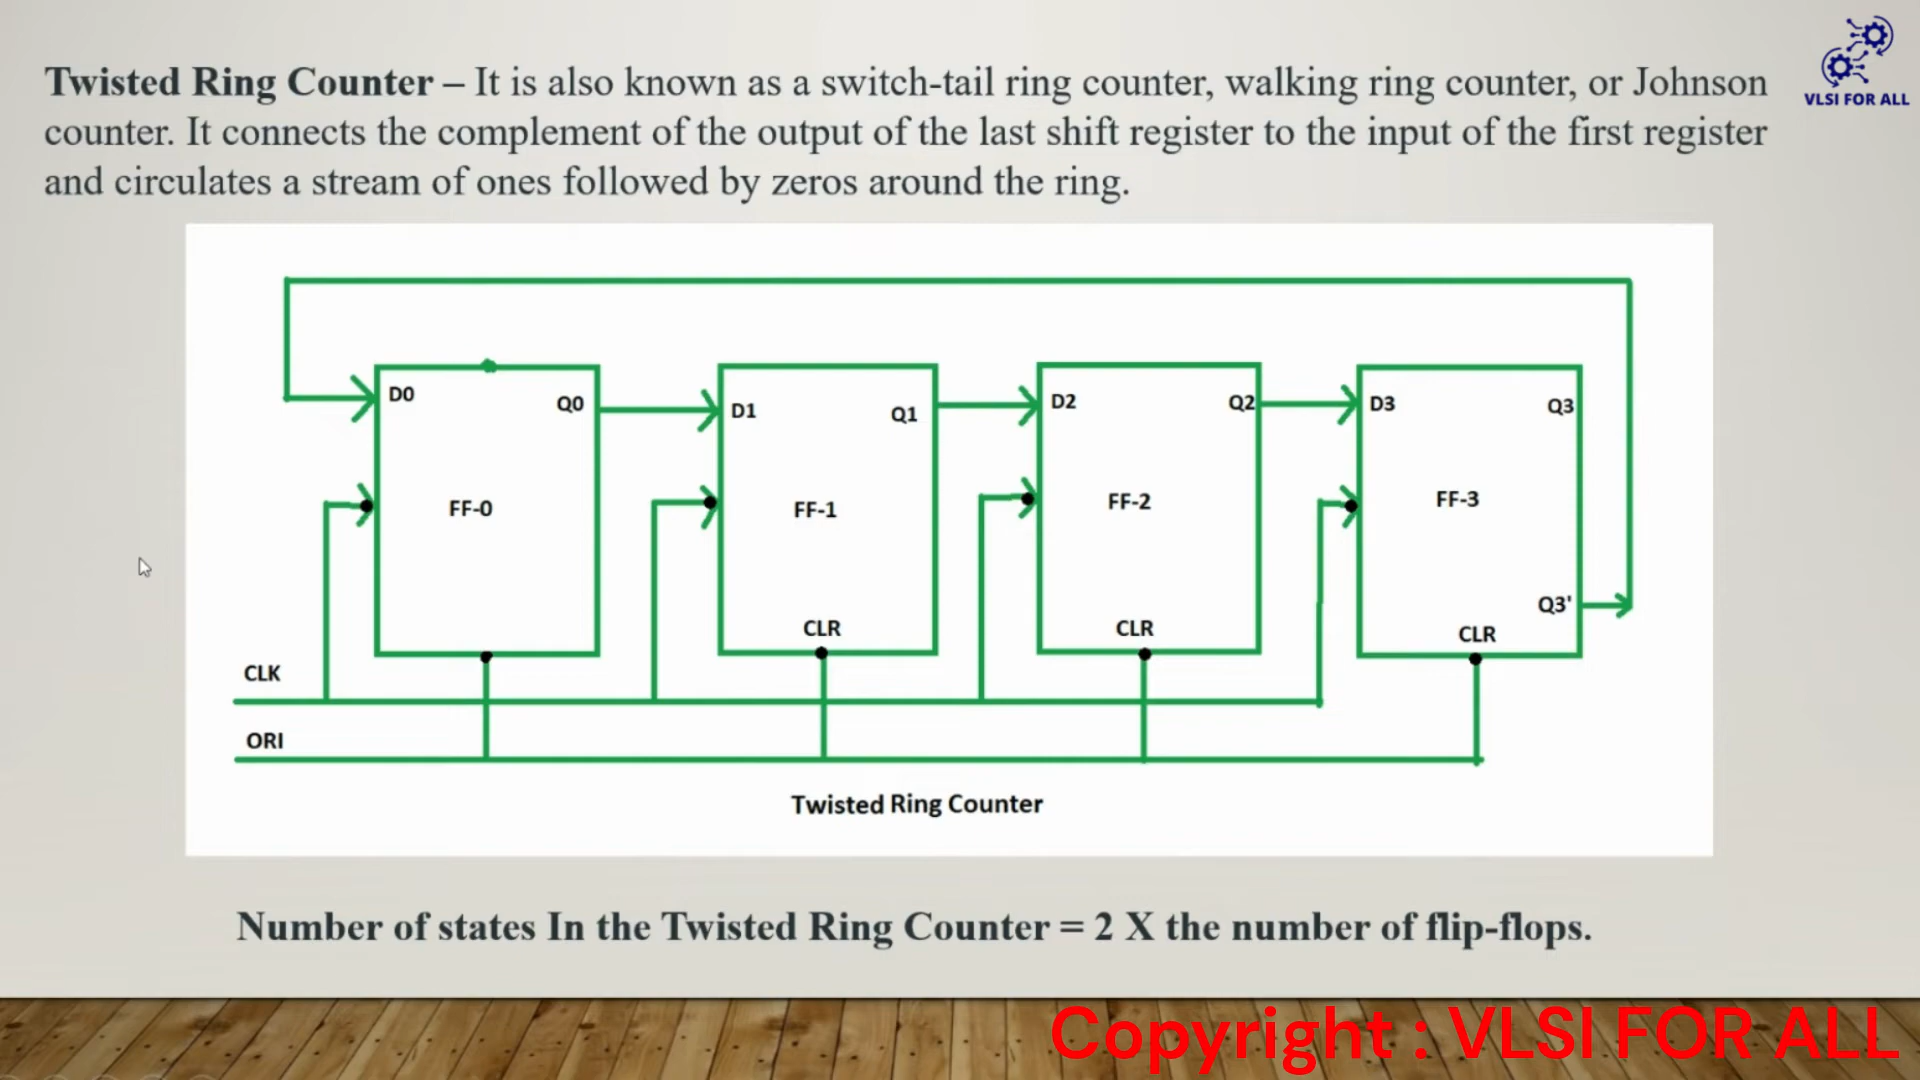 Twisted Ring Counter – It is also known as a switch-tail ring counter, walking ring counter, or Johnson
counter. It connects the complement of the output of the last shift register to the input of the first register
and circulates a stream of ones followed by zeros around the ring.
VLSI FOR ALL
D0
Q0
D1
Q1
D2
Q2
D3
Q3
FF-0
FF-1
FF-2
FF-3
Q3'
CLR
CLR
CLR
CLK
ORI
Twisted Ring Counter
Number of states In the Twisted Ring Counter = 2 X the number of flip-flops.
Copyright : VLSI FOR ALL